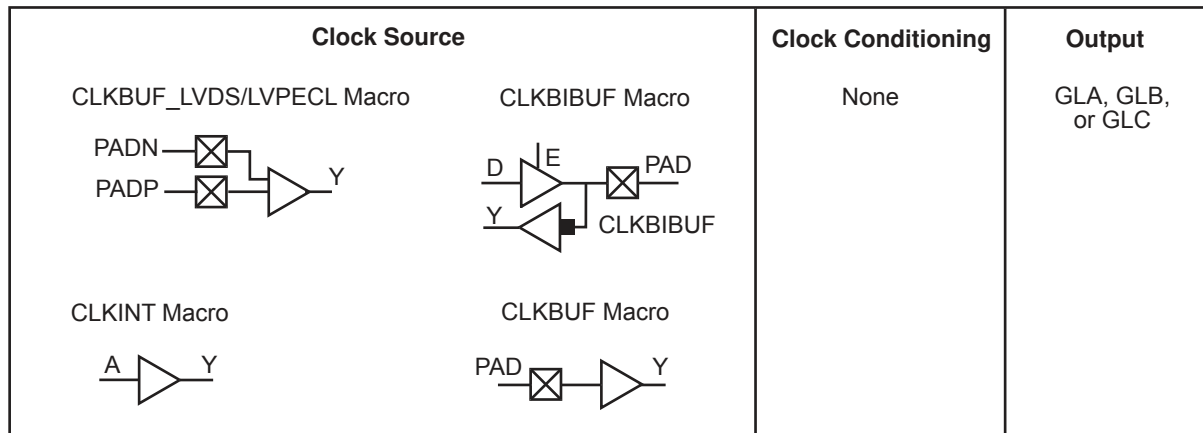 Clock Source
Clock Conditioning
Output
CLKBUF_LVDS/LVPECL Macro
PADN
PADP
Y
CLKBIBUF Macro
D
E
PAD
Y
CLKBIBUF
None
GLA, GLB,
or GLC
CLKINT Macro
A
Y
CLKBUF Macro
PAD
Y